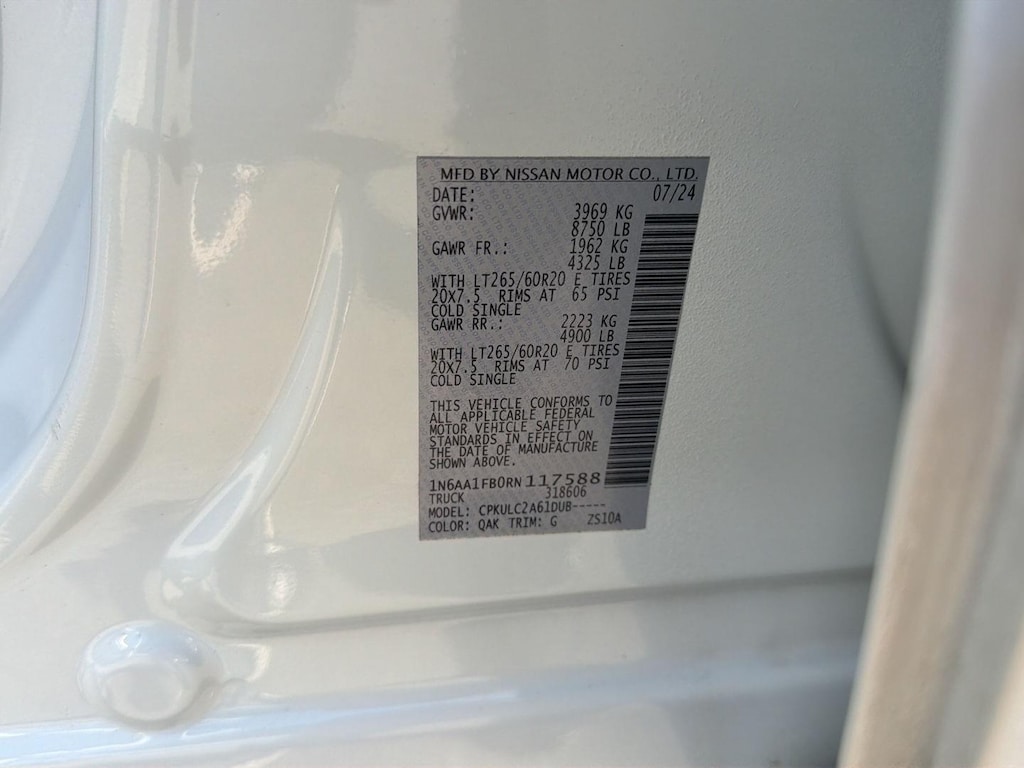 MFD BY NISSAN MOTOR CO., LTD.
DATE: 07/24
GVWR: 3969 KG
8750 LB
GAWR FR.: 1962 KG
4325 LB
WITH LT265/60R20 E TIRES
20X7.5 RIMS AT 65 PSI
COLD SINGLE
GAWR RR.: 2223 KG
4900 LB
WITH LT265/60R20 E TIRES
20X7.5 RIMS AT 70 PSI
COLD SINGLE
THIS VEHICLE CONFORMS TO
ALL APPLICABLE FEDERAL
MOTOR VEHICLE SAFETY
STANDARDS IN EFFECT ON
THE DATE OF MANUFACTURE
SHOWN ABOVE.
1N6AA1FB0RN117588
TRUCK 318606
MODEL: CPKULC2A61DUB-----
COLOR: QAK TRIM: G ZS10A